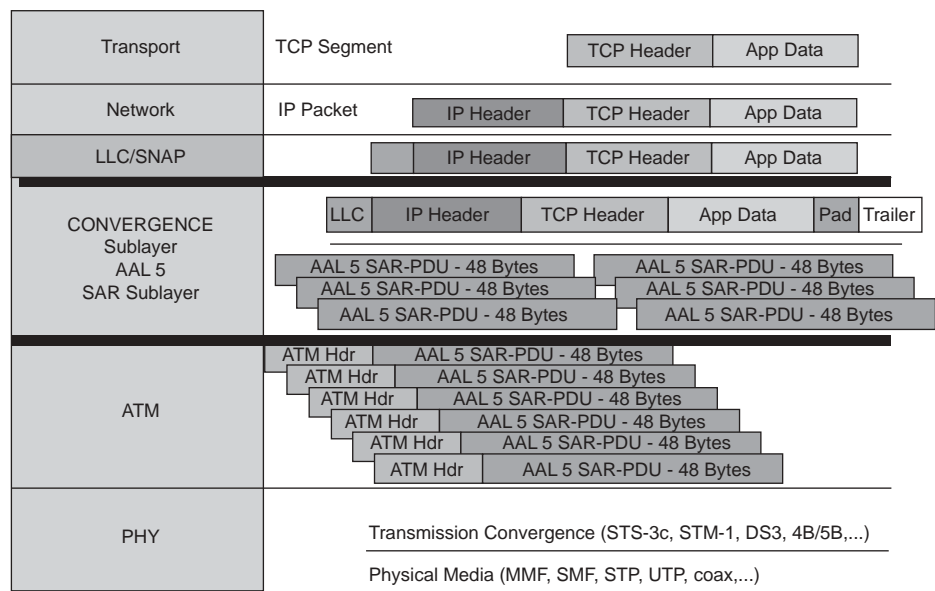 Transport
TCP Segment
TCP Header App Data
Network
IP Packet
IP Header TCP Header App Data
LLC/SNAP
IP Header TCP Header App Data
CONVERGENCE
Sublayer
AAL 5
SAR Sublayer
LLC IP Header TCP Header App Data Pad Trailer
AAL 5 SAR-PDU - 48 Bytes AAL 5 SAR-PDU - 48 Bytes
AAL 5 SAR-PDU - 48 Bytes AAL 5 SAR-PDU - 48 Bytes
AAL 5 SAR-PDU - 48 Bytes AAL 5 SAR-PDU - 48 Bytes
ATM
ATM Hdr AAL 5 SAR-PDU - 48 Bytes
ATM Hdr AAL 5 SAR-PDU - 48 Bytes
ATM Hdr AAL 5 SAR-PDU - 48 Bytes
ATM Hdr AAL 5 SAR-PDU - 48 Bytes
ATM Hdr AAL 5 SAR-PDU - 48 Bytes
ATM Hdr AAL 5 SAR-PDU - 48 Bytes
PHY
Transmission Convergence (STS-3c, STM-1, DS3, 4B/5B,...)
Physical Media (MMF, SMF, STP, UTP, coax,...)